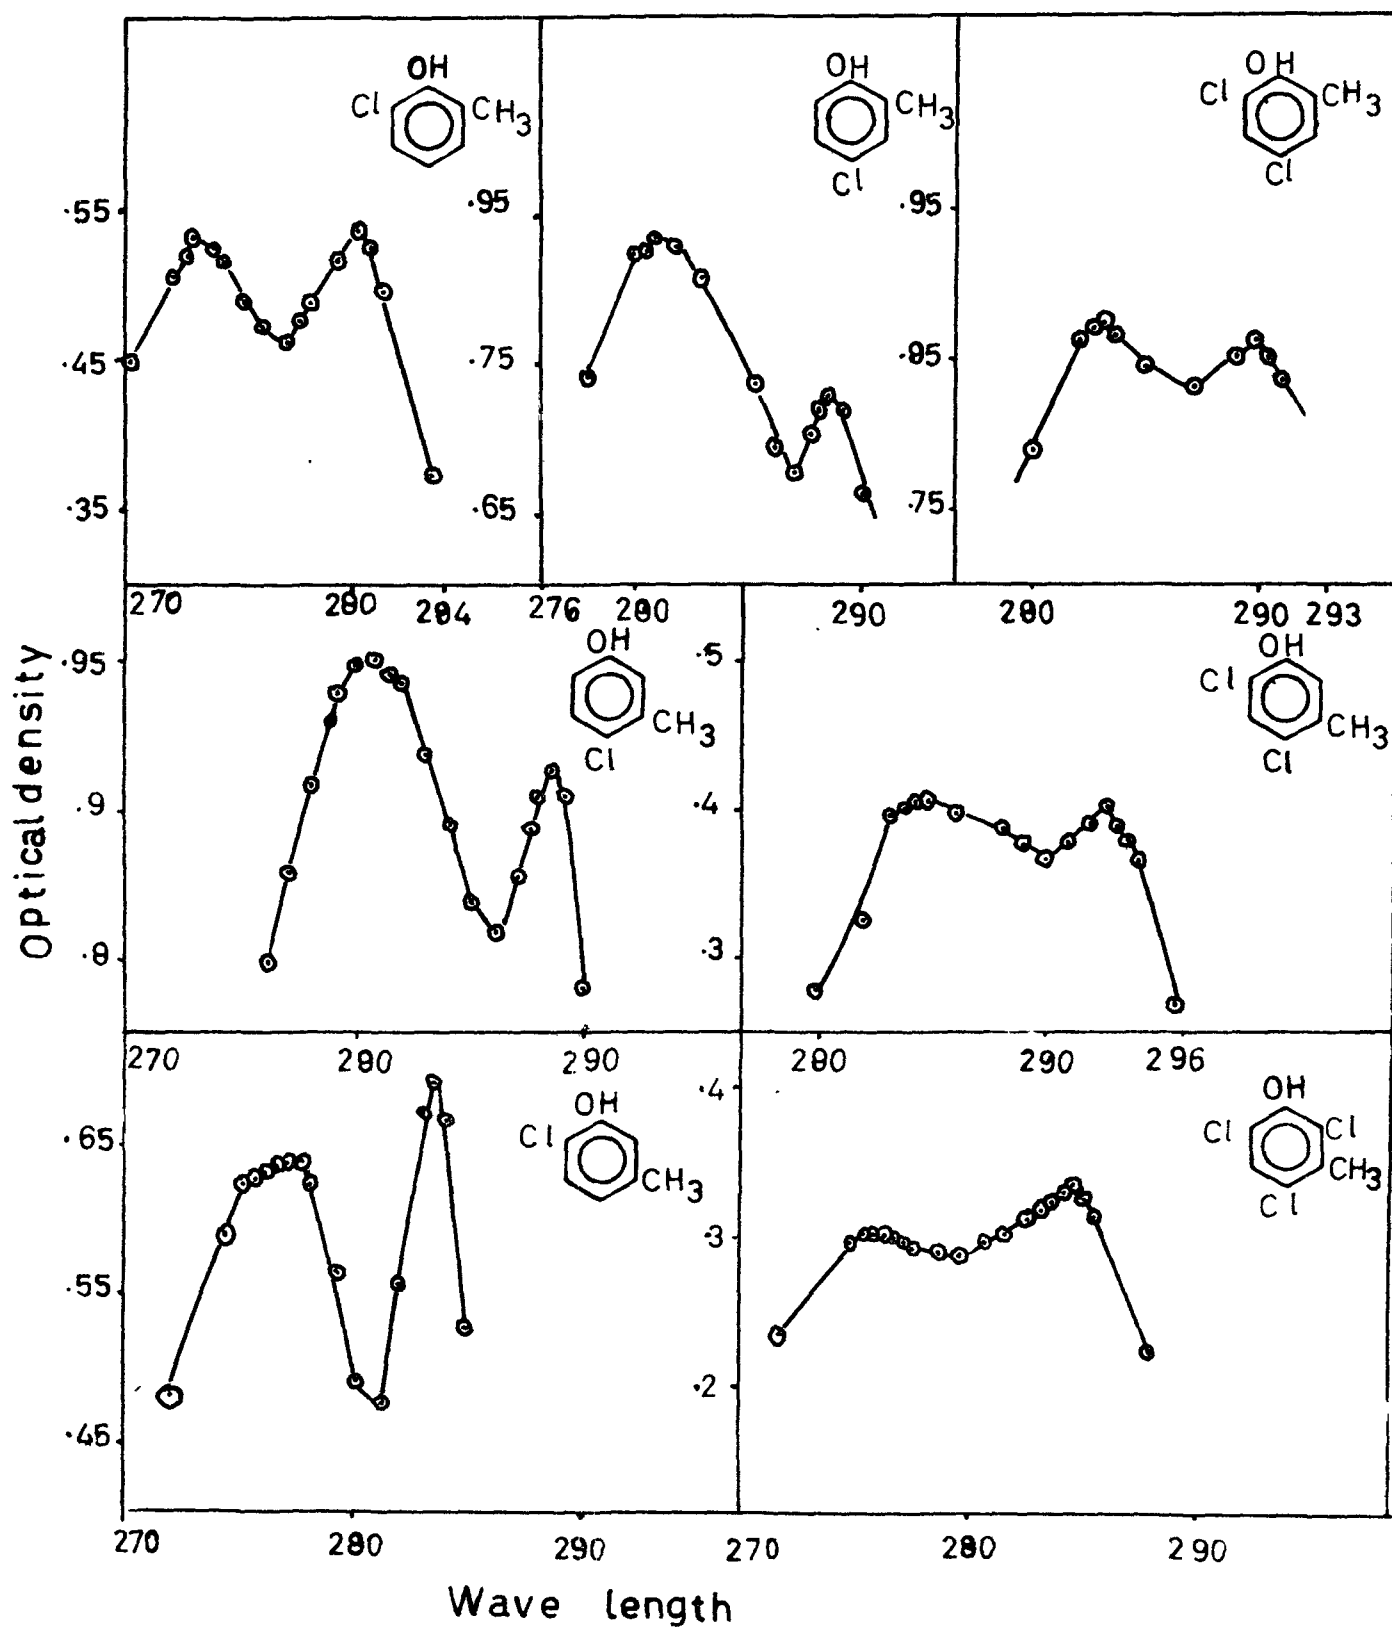 OH
Cl
CH3
.55
.45
.35
OH
CH3
Cl
.95
.75
.65
OH
Cl
CH3
Cl
.95
.85
.75
270 280 284
276 280 290
280 290 293
Optical density
.95
.9
.8
OH
CH3
Cl
.5
.4
.3
OH
Cl
CH3
Cl
270 280 290
280 290 296
.65
.55
.45
OH
Cl
CH3
.4
.3
.2
OH
Cl
Cl
CH3
Cl
270 280 290
270 280 290
Wave length